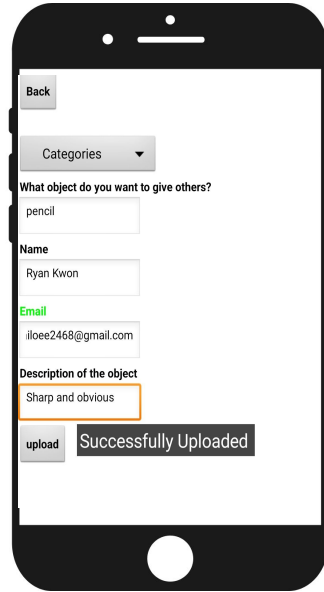 Back
Categories
What object do you want to give others?
pencil
Name
Ryan Kwon
Email
iloee2468@gmail.com
Description of the object
Sharp and obvious
upload Successfully Uploaded